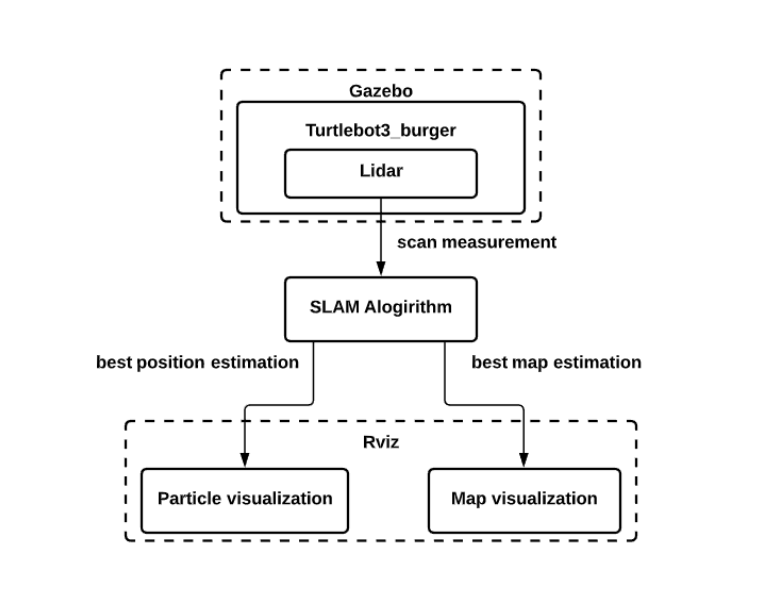 Gazebo
Turtlebot3_burger
Lidar
scan measurement
SLAM Alogirithm
best position estimation
best map estimation
Rviz
Particle visualization
Map visualization